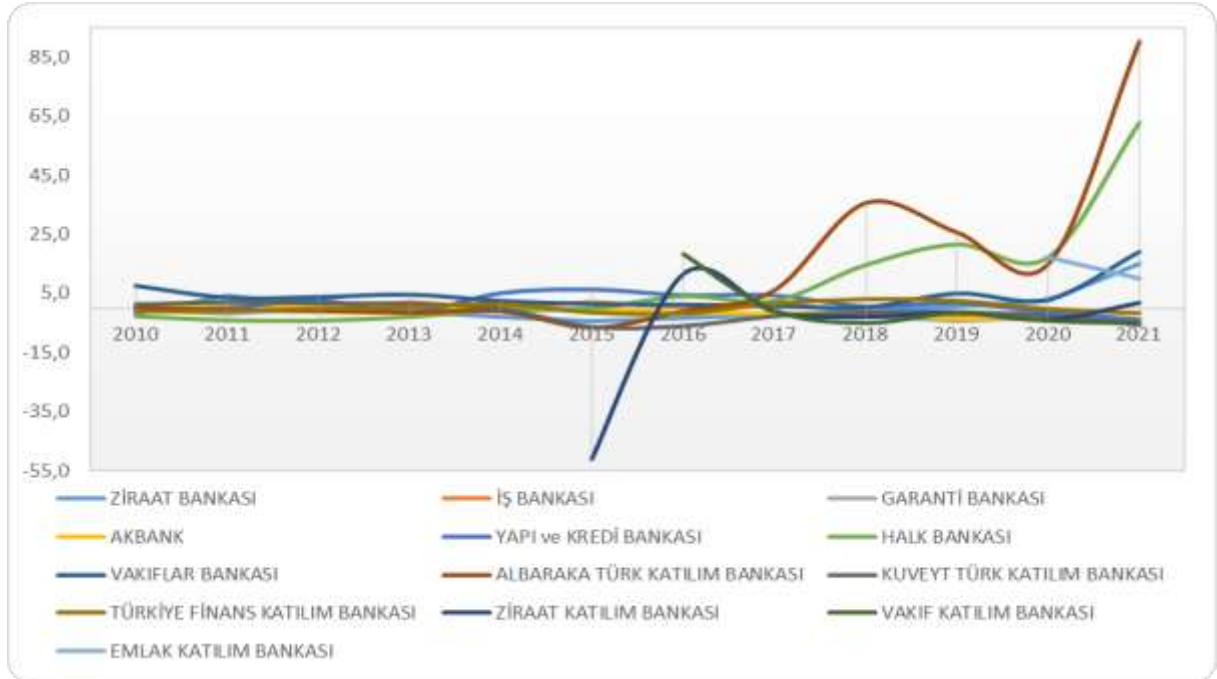 85,0
65,0
45,0
25,0
5,0
-15,0
-35,0
-55,0
2010 2011 2012 2013 2014 2015 2016 2017 2018 2019 2020 2021
ZİRAAT BANKASI İŞ BANKASI GARANTİ BANKASI
AKBANK YAPI ve KREDİ BANKASI HALK BANKASI
VAKIFLAR BANKASI ALBARAKA TÜRK KATILIM BANKASI KUVEYT TÜRK KATILIM BANKASI
TÜRKİYE FİNANS KATILIM BANKASI ZİRAAT KATILIM BANKASI VAKIF KATILIM BANKASI
EMLAK KATILIM BANKASI